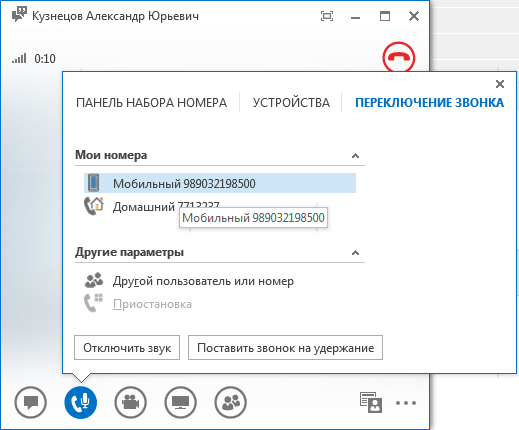 Кузнецов Александр Юрьевич
0:10
ПАНЕЛЬ НАБОРА НОМЕРА УСТРОЙСТВА ПЕРЕКЛЮЧЕНИЕ ЗВОНКА
Мои номера
Мобильный 989032198500
Домашний 7713237
Мобильный 989032198500
Другие параметры
Другой пользователь или номер
Приостановка
Отключить звук Поставить звонок на удержание